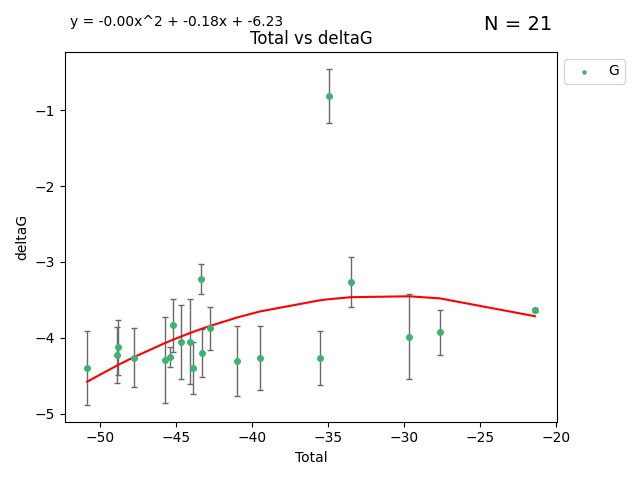 y = -0.00x^2 + -0.18x + -6.23
N = 21
Total vs deltaG
G
−1
−2
−3
−4
−5
deltaG
−50 −45 −40 −35 −30 −25 −20
Total